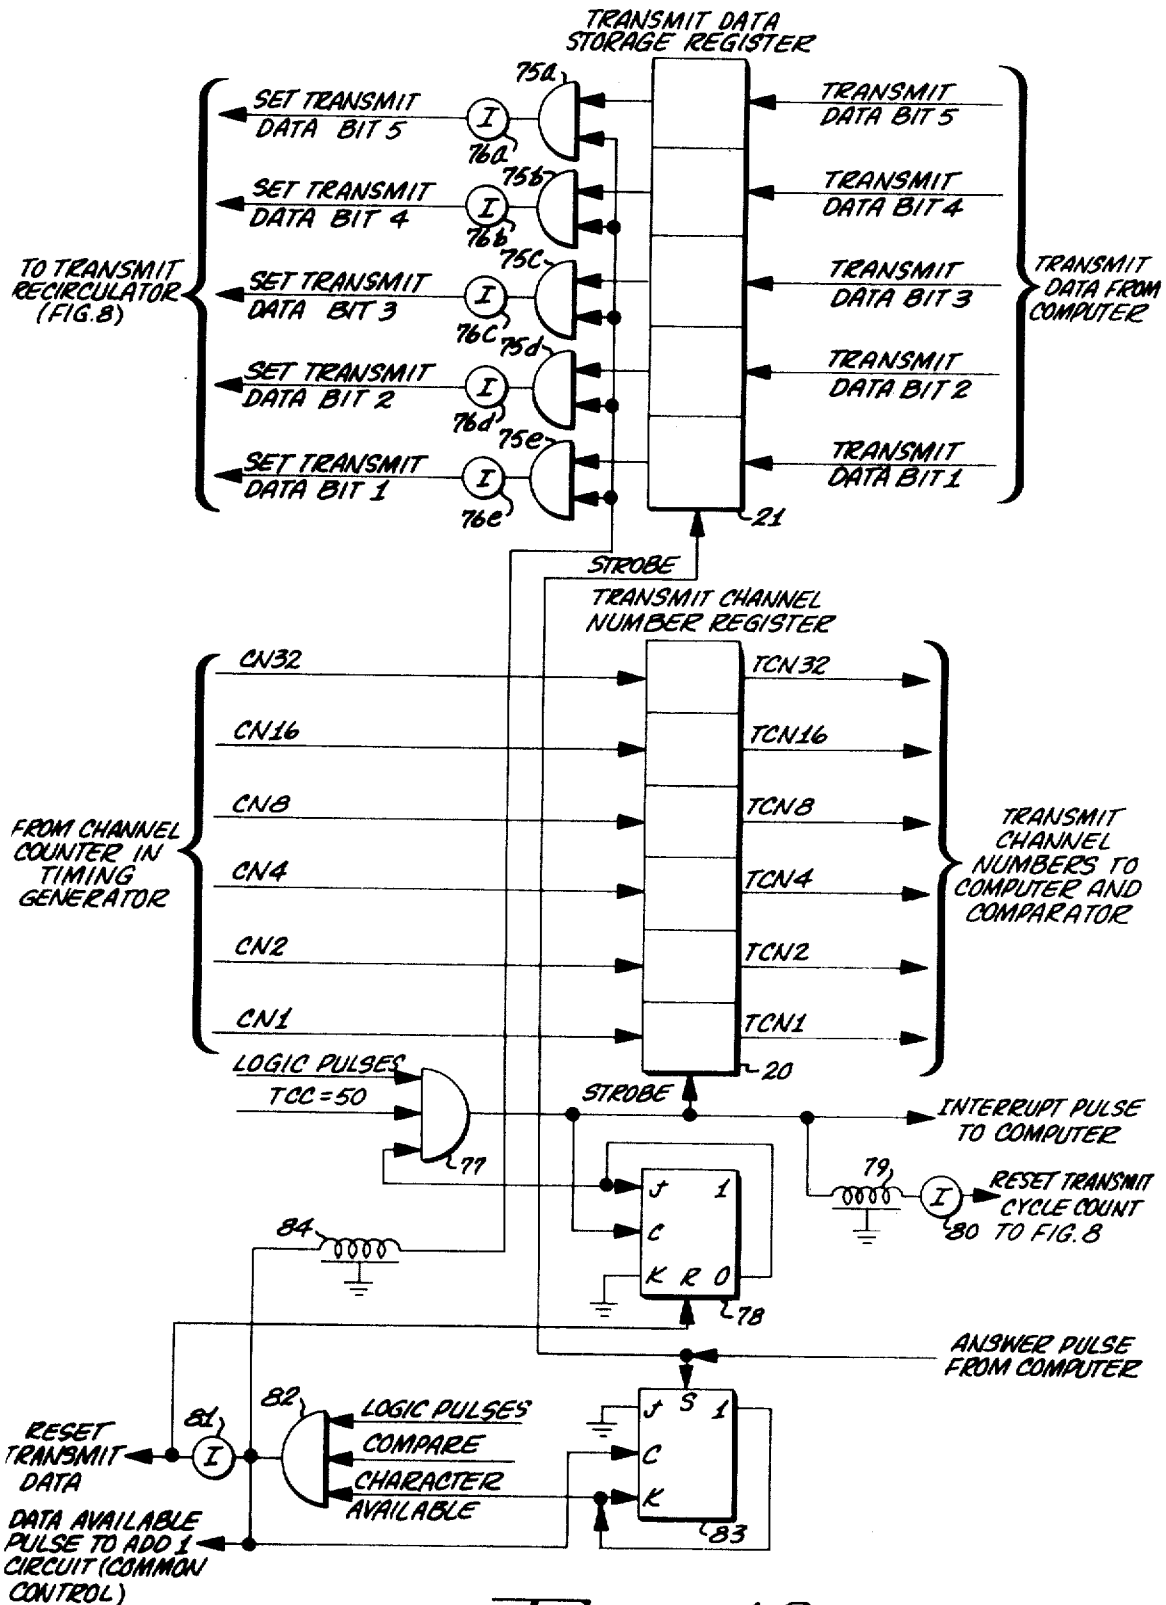 TRANSMIT DATA
STORAGE REGISTER
75a
SET TRANSMIT
DATA BIT 5
I
76a
TRANSMIT
DATA BIT 5
75b
SET TRANSMIT
DATA BIT 4
I
76b
TRANSMIT
DATA BIT 4
TO TRANSMIT
RECIRCULATOR
(FIG.8)
75c
SET TRANSMIT
DATA BIT 3
I
76c
TRANSMIT
DATA BIT 3
TRANSMIT
DATA FROM
COMPUTER
75d
SET TRANSMIT
DATA BIT 2
I
76d
TRANSMIT
DATA BIT 2
75e
SET TRANSMIT
DATA BIT 1
I
76e
TRANSMIT
DATA BIT 1
21
STROBE
TRANSMIT CHANNEL
NUMBER REGISTER
CN32
TCN32
CN16
TCN16
CN8
TCN8
FROM CHANNEL
COUNTER IN
TIMING
GENERATOR
CN4
TCN4
TRANSMIT
CHANNEL
NUMBERS TO
COMPUTER AND
COMPARATOR
CN2
TCN2
CN1
TCN1
20
LOGIC PULSES
TCC=50
77
STROBE
INTERRUPT PULSE
TO COMPUTER
79
I
80
RESET TRANSMIT
CYCLE COUNT
TO FIG.8
J 1
C
K R O
78
84
ANSWER PULSE
FROM COMPUTER
RESET
TRANSMIT
DATA
81
I
82
LOGIC PULSES
COMPARE
CHARACTER
AVAILABLE
J S 1
C
K
83
DATA AVAILABLE
PULSE TO ADD 1
CIRCUIT (COMMON
CONTROL)